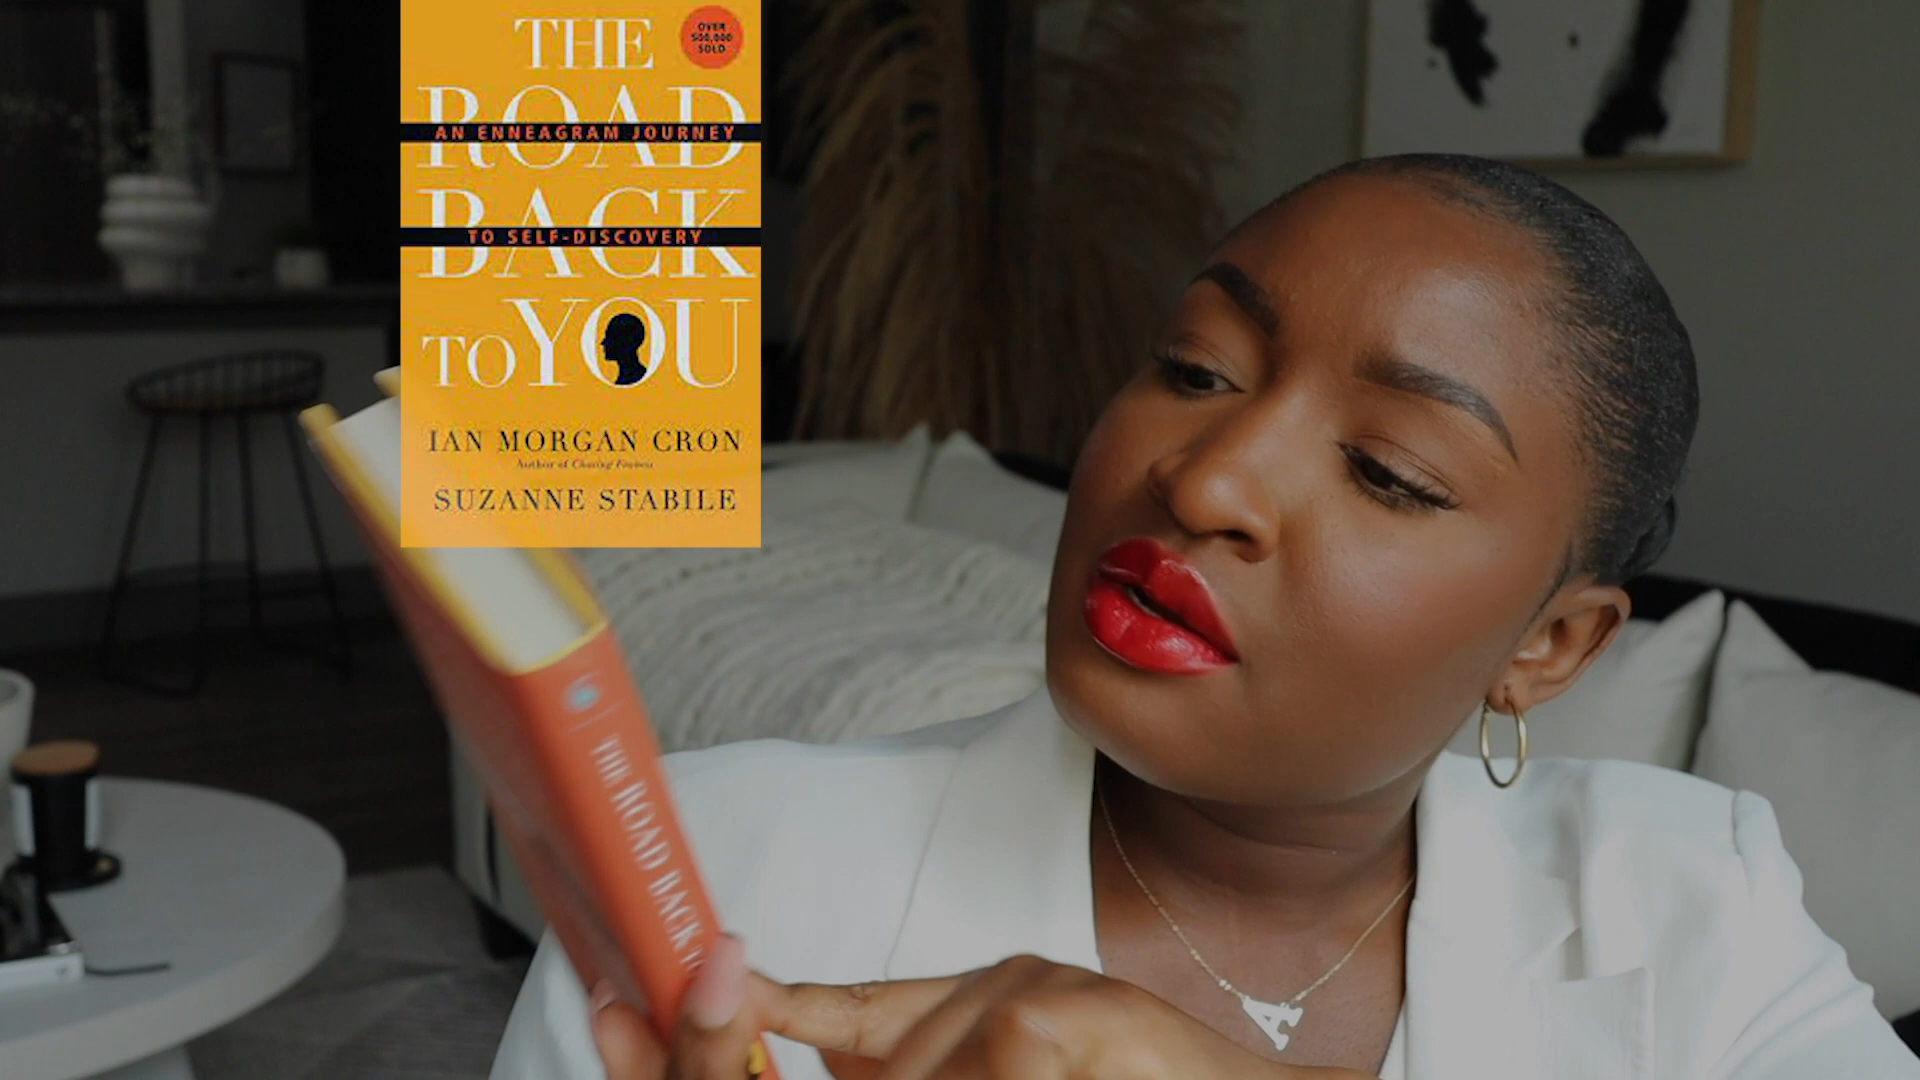 THE
OVER
500,000
SOLD
ROAD
AN ENNEAGRAM JOURNEY
BACK
TO SELF-DISCOVERY
TO YOU
IAN MORGAN CRON
Author of Chasing Francis
SUZANNE STABILE
THE ROAD BACK
A